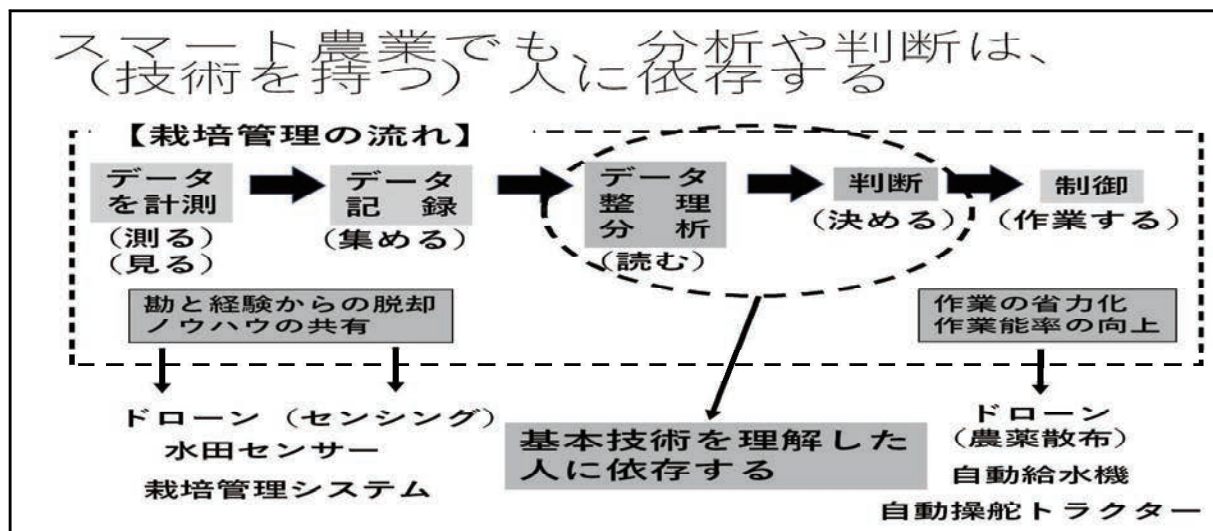 スマート農業でも、分析や判断は、
(技術を持つ)人に依存する
【栽培管理の流れ】
データ
を計測
(測る)
(見る)
データ
記 録
(集める)
データ
整 理
分 析
(読む)
判断
(決める)
制御
(作業する)
勘と経験からの脱却
ノウハウの共有
作業の省力化
作業能率の向上
ドローン(センシング)
水田センサー
栽培管理システム
基本技術を理解した
人に依存する
ドローン
(農薬散布)
自動給水機
自動操舵トラクター